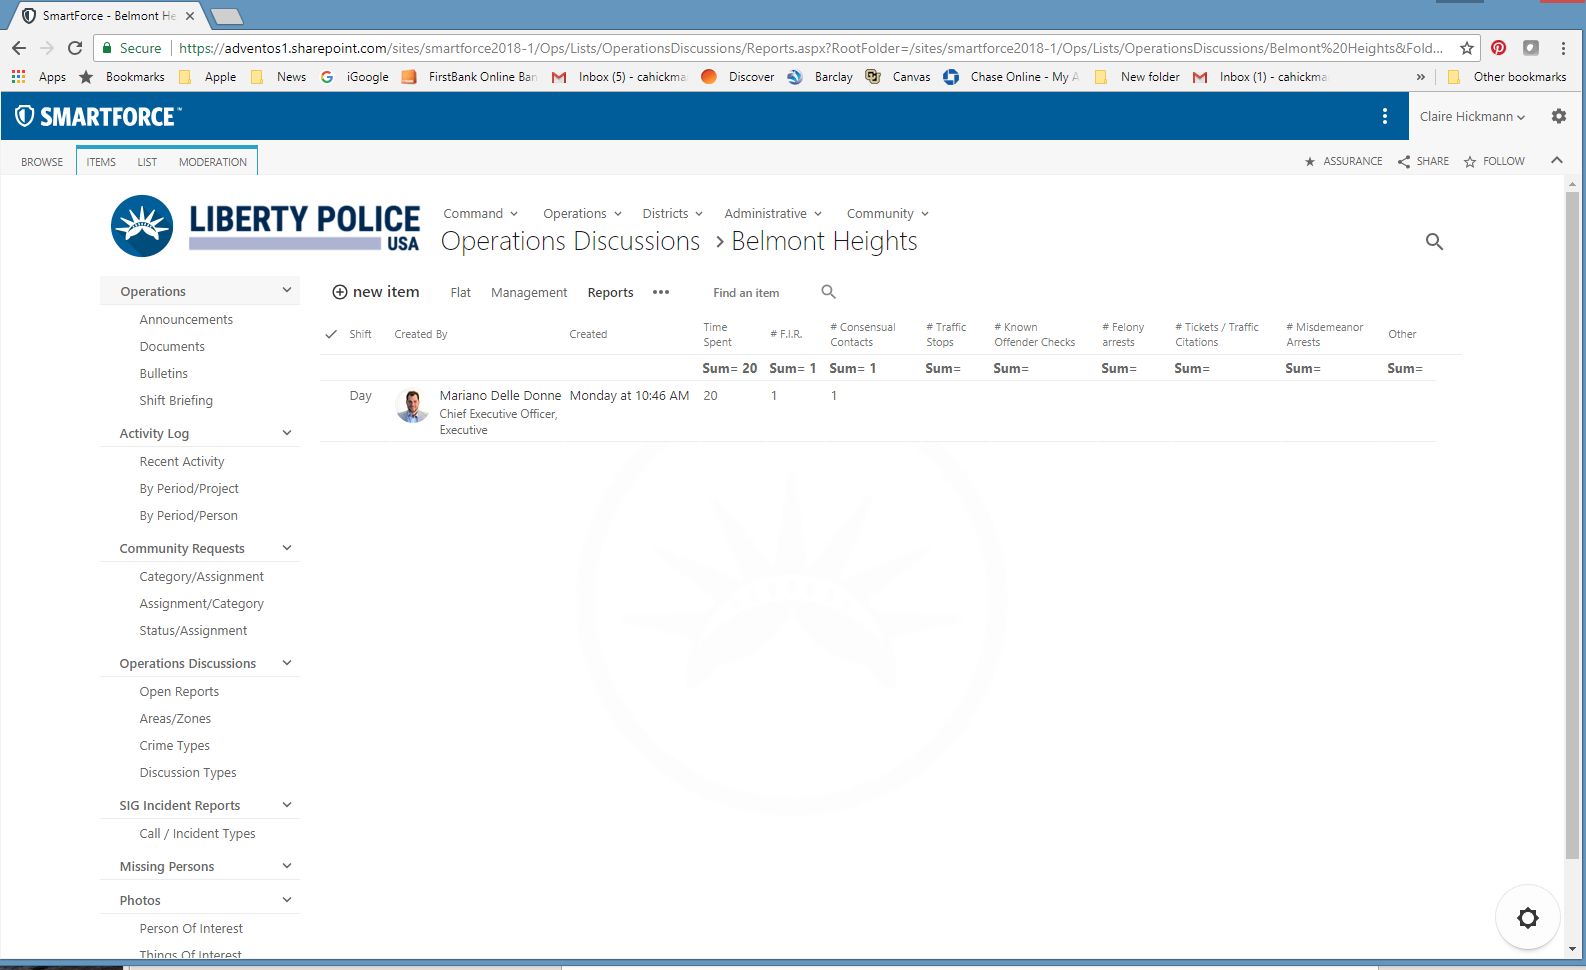 SmartForce - Belmont He
Secure | https://adventos1.sharepoint.com/sites/smartforce2018-1/Ops/Lists/OperationsDiscussions/Reports.aspx?RootFolder=/sites/smartforce2018-1/Ops/Lists/OperationsDiscussions/Belmont%20Heights&Fold...
Apps Bookmarks Apple News iGoogle FirstBank Online Ban Inbox (5) - cahickma Discover Barclay Canvas Chase Online - My A New folder Inbox (1) - cahickma » Other bookmarks
SMARTFORCE™
Claire Hickmann
BROWSE ITEMS LIST MODERATION
ASSURANCE SHARE FOLLOW
LIBERTY POLICE
USA
Command Operations Districts Administrative Community
Operations Discussions > Belmont Heights
Operations
Announcements
Documents
Bulletins
Shift Briefing
Activity Log
Recent Activity
By Period/Project
By Period/Person
Community Requests
Category/Assignment
Assignment/Category
Status/Assignment
Operations Discussions
Open Reports
Areas/Zones
Crime Types
Discussion Types
SIG Incident Reports
Call / Incident Types
Missing Persons
Photos
Person Of Interest
Things Of Interest
new item Flat Management Reports ••• Find an item
Shift Created By Created Time Spent # F.I.R. # Consensual Contacts # Traffic Stops # Known Offender Checks # Felony arrests # Tickets / Traffic Citations # Misdemeanor Arrests Other
Sum= 20 Sum= 1 Sum= 1 Sum= Sum= Sum= Sum= Sum= Sum=
Day Mariano Delle Donne Monday at 10:46 AM 20 1 1
Chief Executive Officer,
Executive